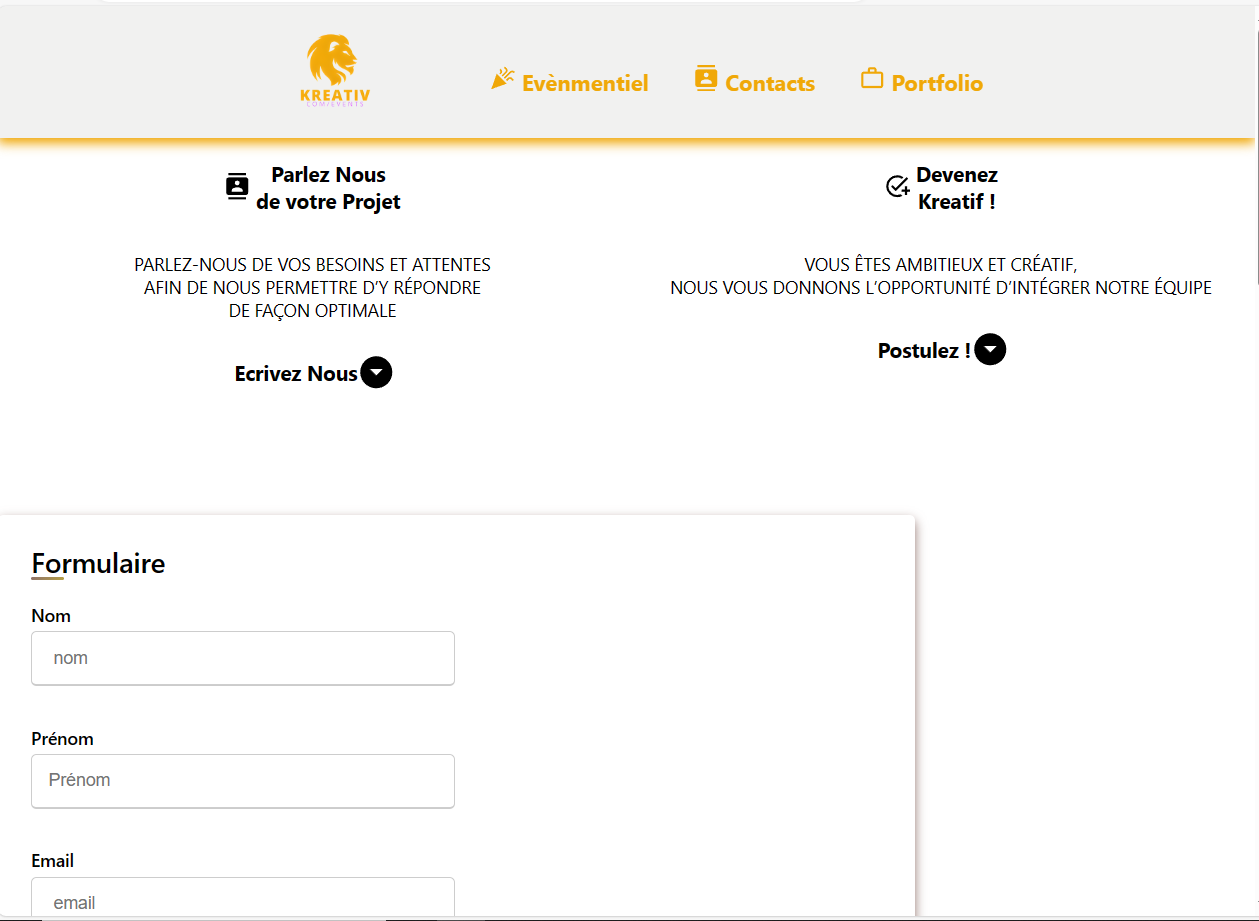 KREATIV
COM/EVENTS
Evènmentiel
Contacts
Portfolio
Parlez Nous
de votre Projet
PARLEZ-NOUS DE VOS BESOINS ET ATTENTES
AFIN DE NOUS PERMETTRE D’Y RÉPONDRE
DE FAÇON OPTIMALE
Ecrivez Nous
Devenez
Kreatif !
VOUS ÊTES AMBITIEUX ET CRÉATIF,
NOUS VOUS DONNONS L’OPPORTUNITÉ D’INTÉGRER NOTRE ÉQUIPE
Postulez !
Formulaire
Nom
nom
Prénom
Prénom
Email
email